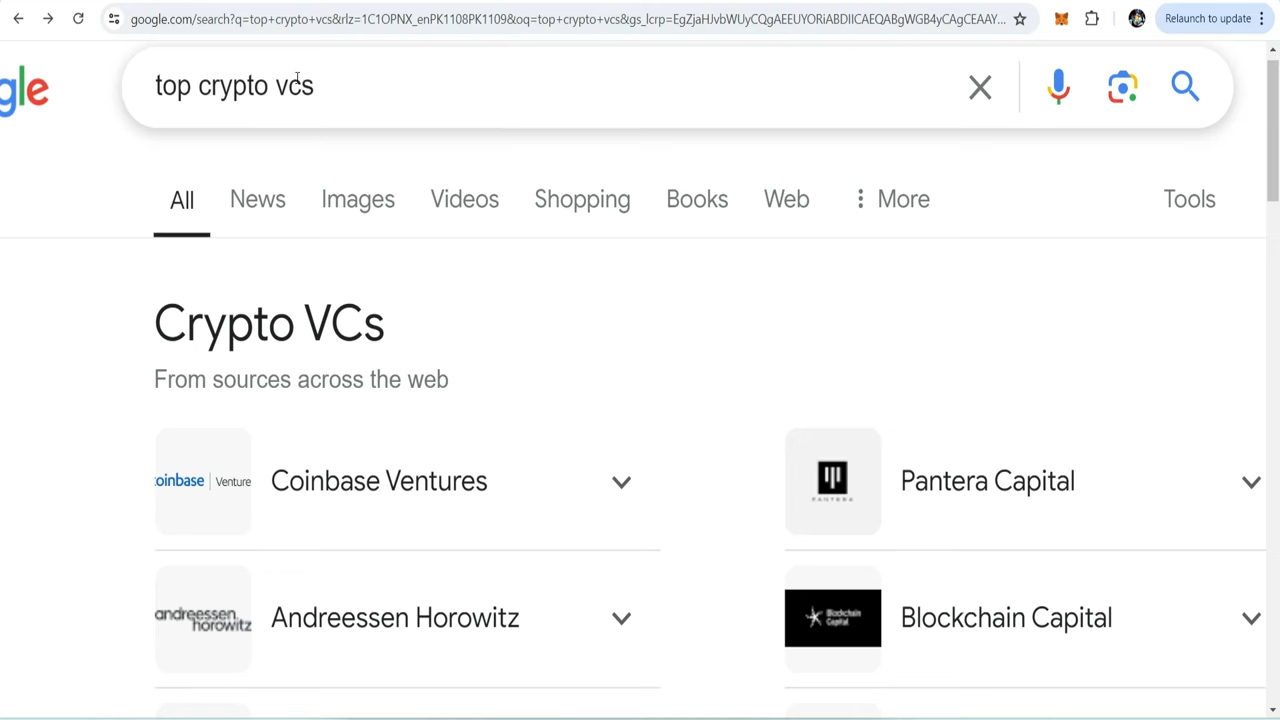 google.com/search?q=top+crypto+vcs&rlz=1C1OPNX_enPK1108PK1109&oq=top+crypto+vcs&gs_lcrp=EgZjaHJvbWUyCQgAEEUYORiABDIICAEQABgWGB4yCAgCEAAY...
Relaunch to update
gle
top crypto vcs
All News Images Videos Shopping Books Web More Tools
Crypto VCs
From sources across the web
oinbase | Venture
Coinbase Ventures
PANTERA
Pantera Capital
andreessen.
horowitz
Andreessen Horowitz
Blockchain
Capital
Blockchain Capital